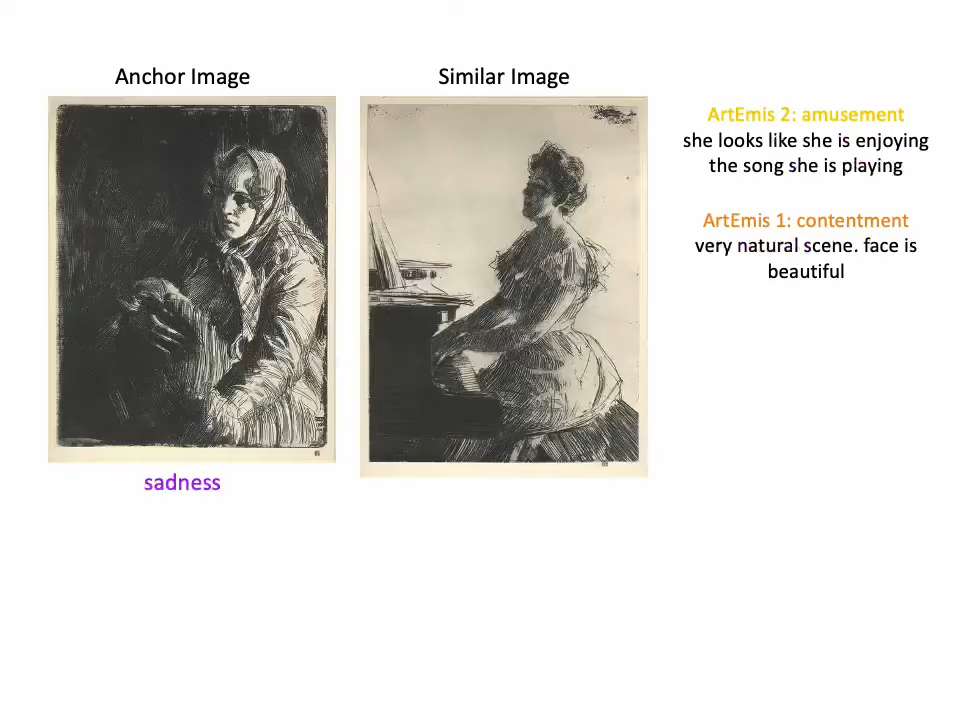 Anchor Image
Similar Image
ArtEmis 2: amusement
she looks like she is enjoying
the song she is playing
ArtEmis 1: contentment
very natural scene. face is
beautiful
sadness